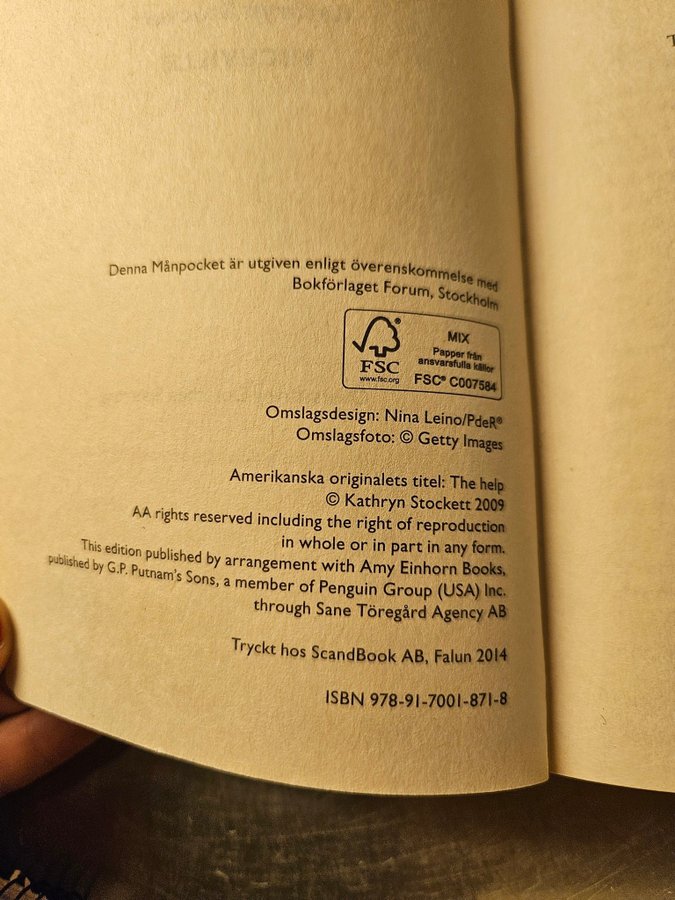 Denna Månpocket är utgiven enligt överenskommelse med
Bokförlaget Forum, Stockholm
FSC®
www.fsc.org
MIX
Papper från
ansvarsfulla källor
FSC® C007584
Omslagsdesign: Nina Leino/PdeR®
Omslagsfoto: © Getty Images
Amerikanska originalets titel: The help
© Kathryn Stockett 2009
AA rights reserved including the right of reproduction
in whole or in part in any form.
This edition published by arrangement with Amy Einhorn Books,
published by G.P. Putnam's Sons, a member of Penguin Group (USA) Inc.
through Sane Töregård Agency AB
Tryckt hos ScandBook AB, Falun 2014
ISBN 978-91-7001-871-8